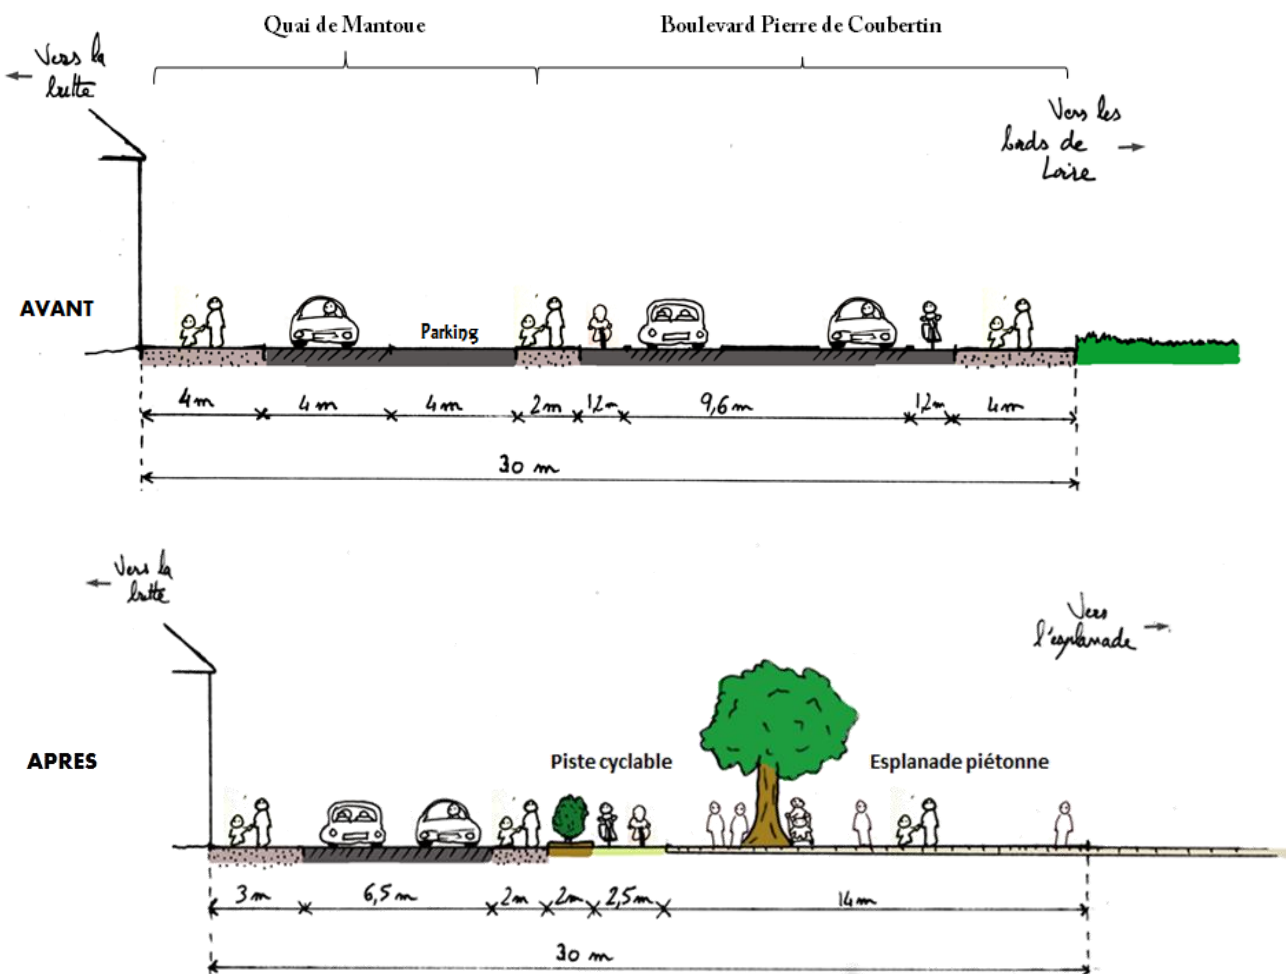 Quai de Mantoue
Boulevard Pierre de Coubertin
Vers la
butte
Vers les
bords de
Loire
AVANT
Parking
4m
4m
4m
2m
1,2m
9,6m
1,2m
4m
30 m
Vers la
butte
Vers
l'esplanade
APRES
Piste cyclable
Esplanade piétonne
3m
6,5m
2m
2m
2,5m
14m
30 m